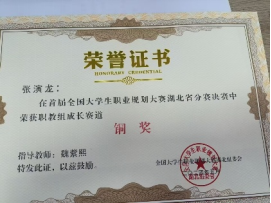 荣誉证书
HONORARY CREDENTIAL
张滨龙:
在首届全国大学生职业规划大赛湖北省分赛决赛中
荣获职教组成长赛道
铜奖
指导教师:魏紫熙
特发此证,以兹鼓励。